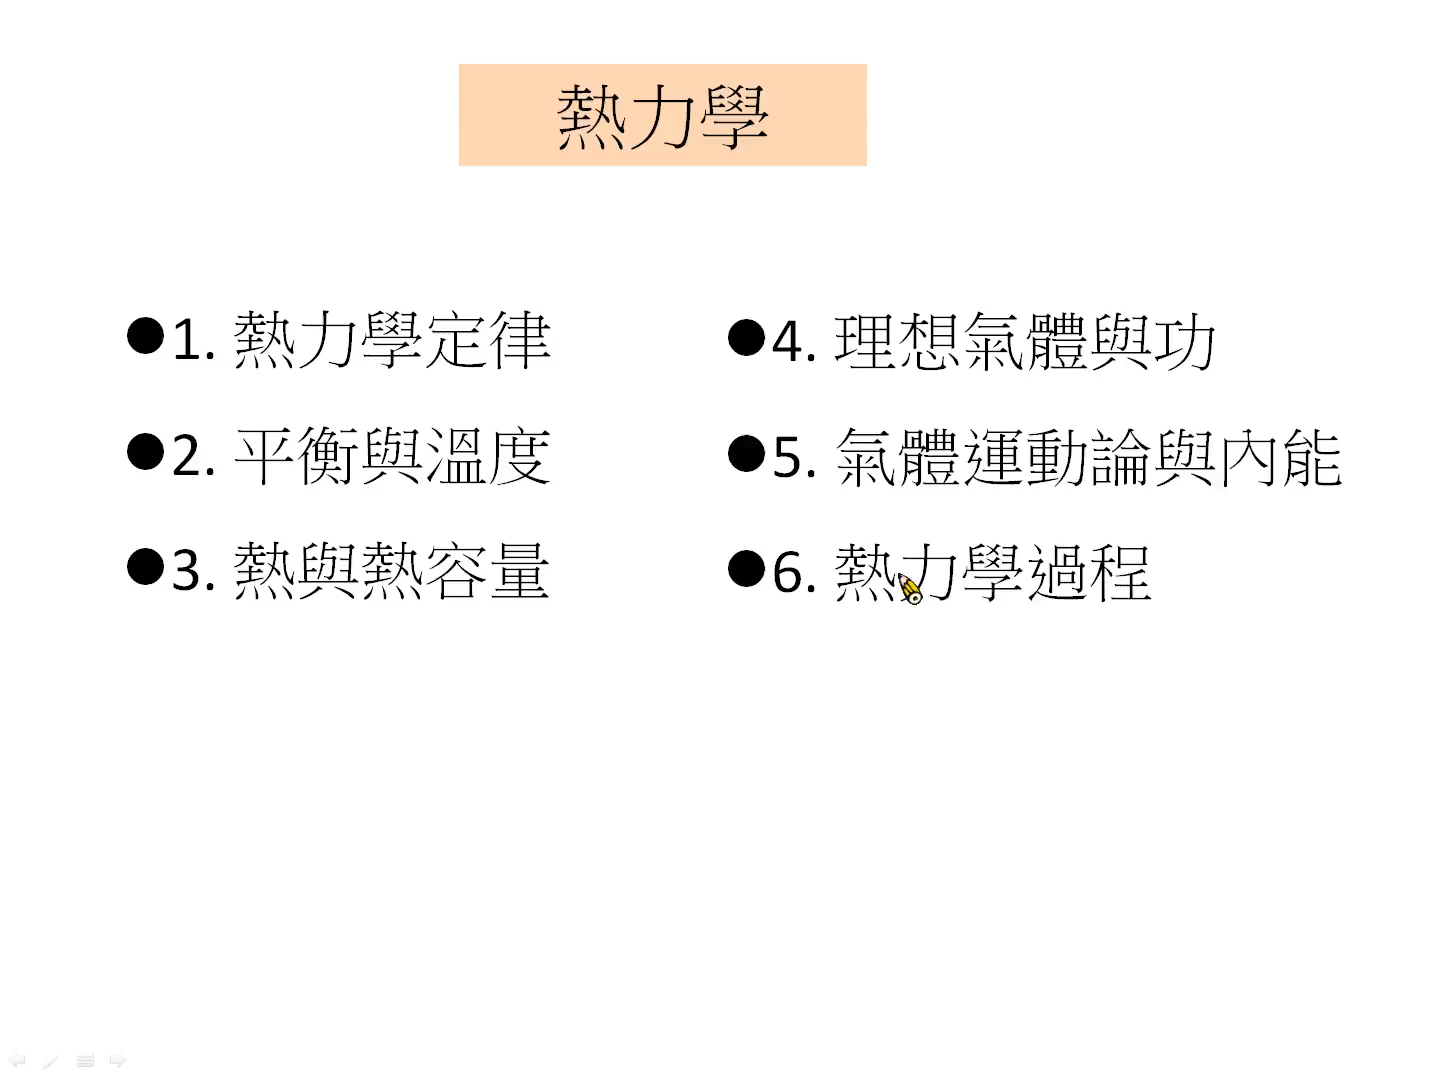 熱力學
●1. 熱力學定律
●2. 平衡與溫度
●3. 熱與熱容量
●4. 理想氣體與功
●5. 氣體運動論與內能
●6. 熱力學過程